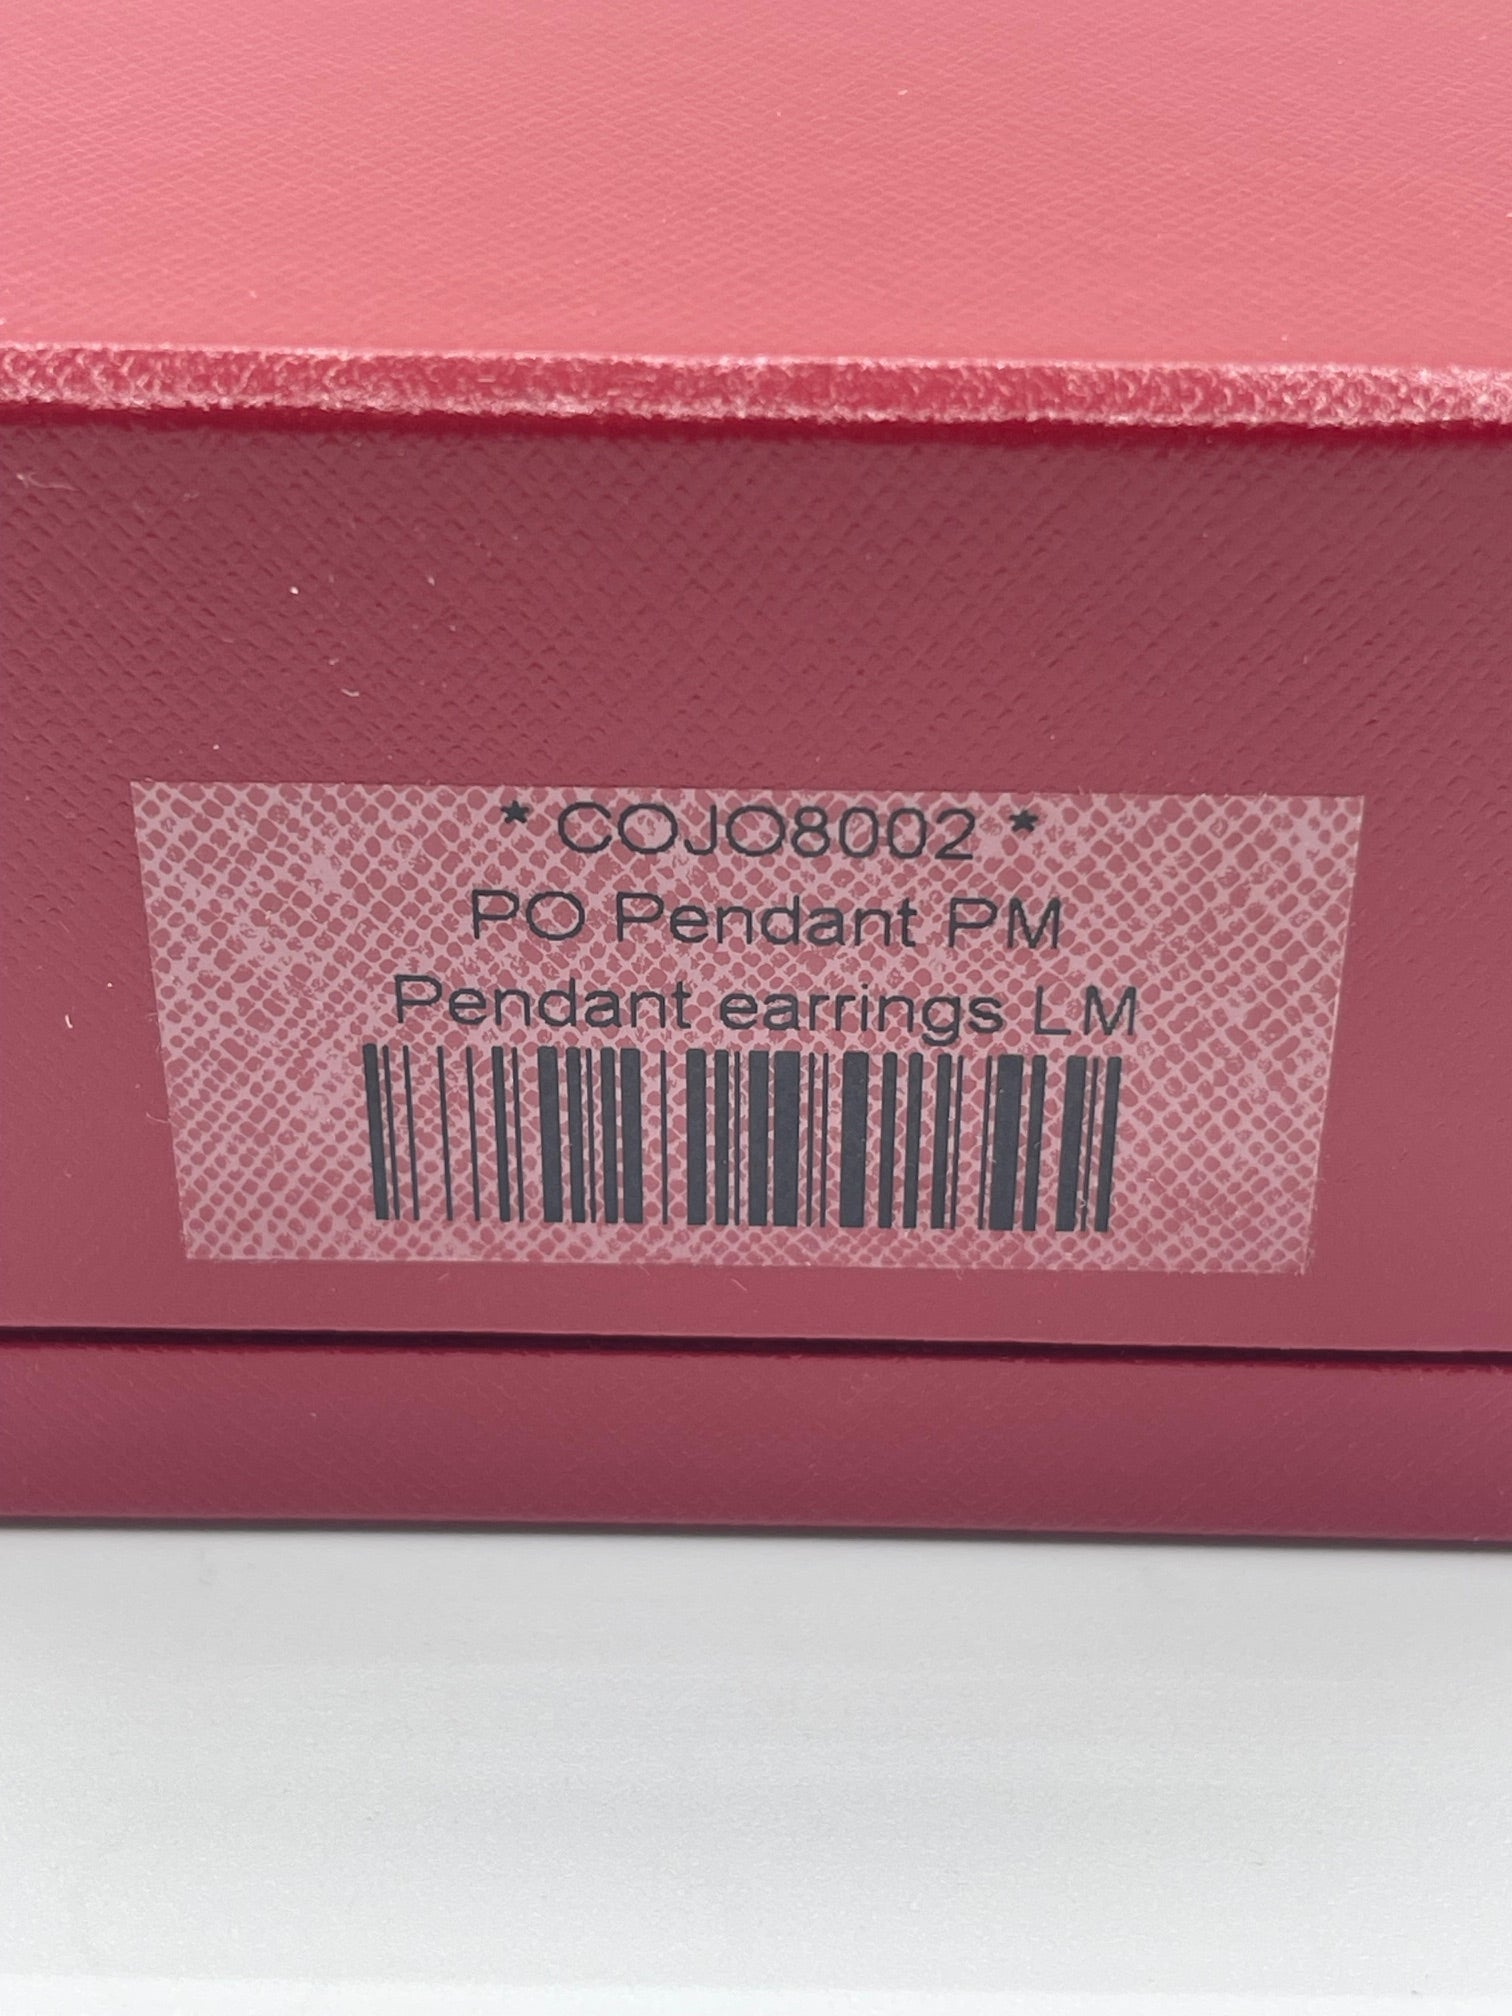 * COJO8002 *
PO Pendant PM
Pendant earrings LM